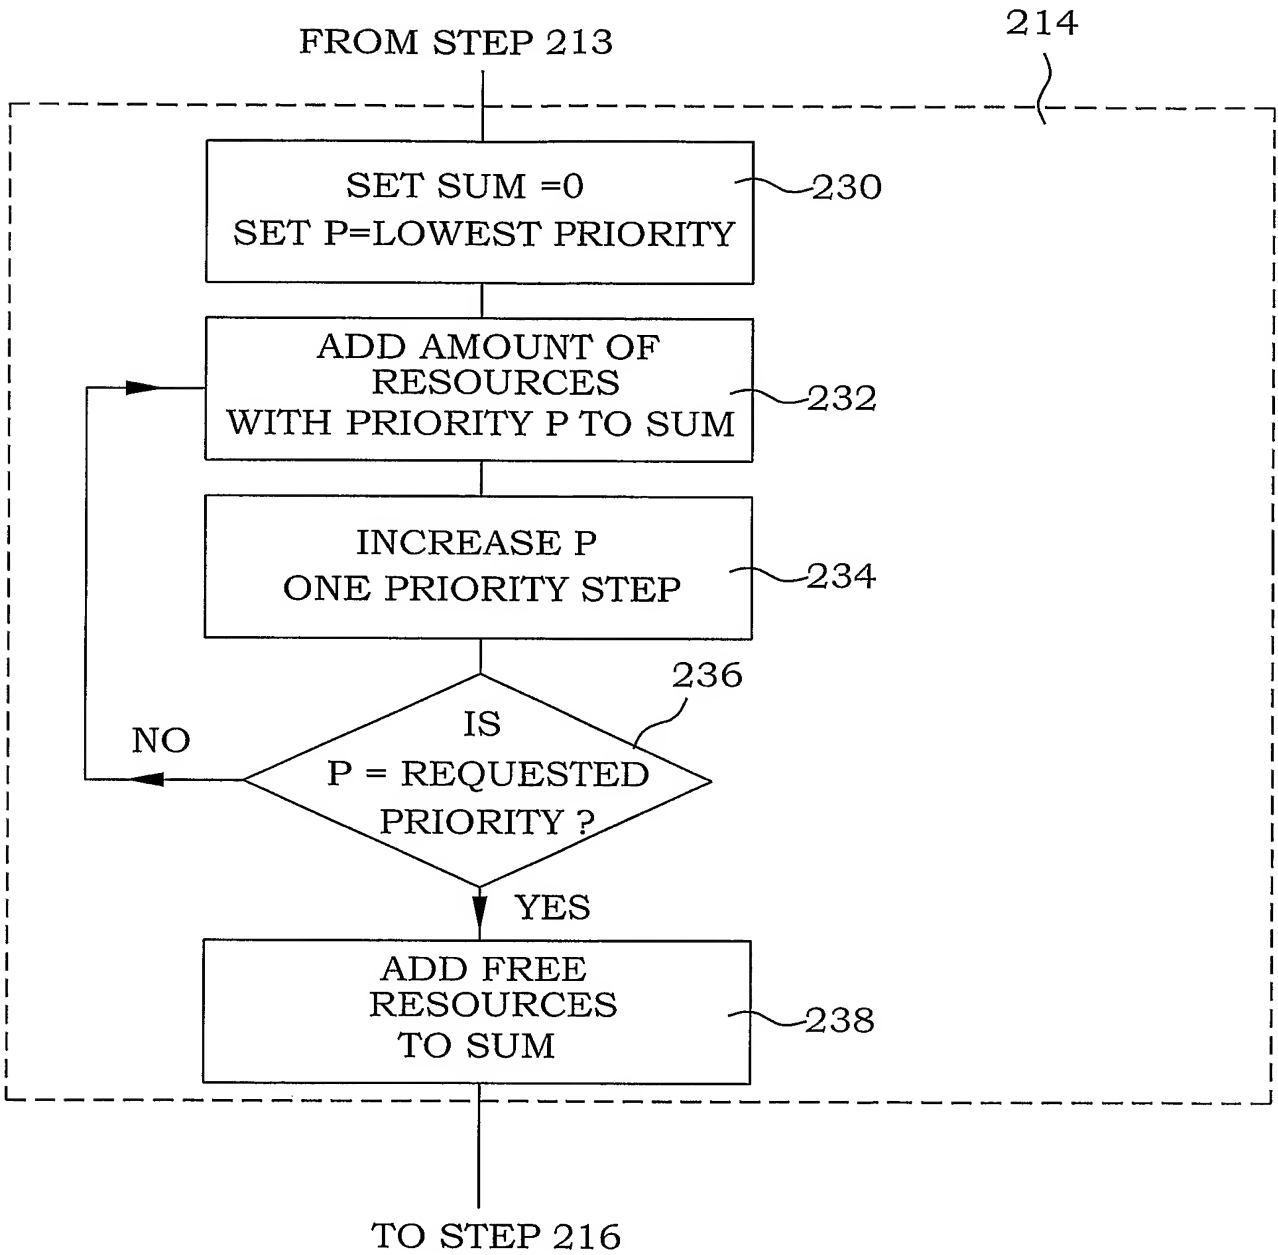 214
FROM STEP 213
SET SUM =0
SET P=LOWEST PRIORITY
230
ADD AMOUNT OF
RESOURCES
WITH PRIORITY P TO SUM
232
INCREASE P
ONE PRIORITY STEP
234
236
IS
P = REQUESTED
PRIORITY ?
NO
YES
ADD FREE
RESOURCES
TO SUM
238
TO STEP 216